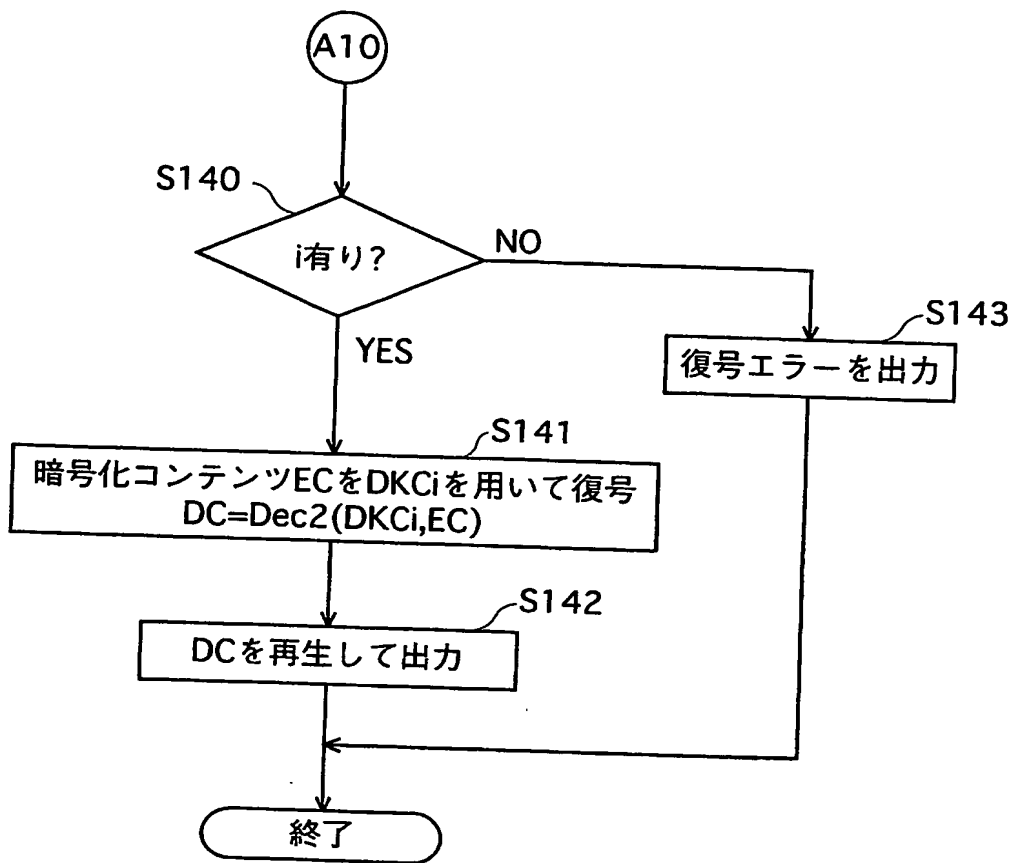 A10
S140
i有り?
NO
YES
S143
復号エラーを出力
S141
暗号化コンテンツECをDKCiを用いて復号
DC=Dec2(DKCi,EC)
S142
DCを再生して出力
終了